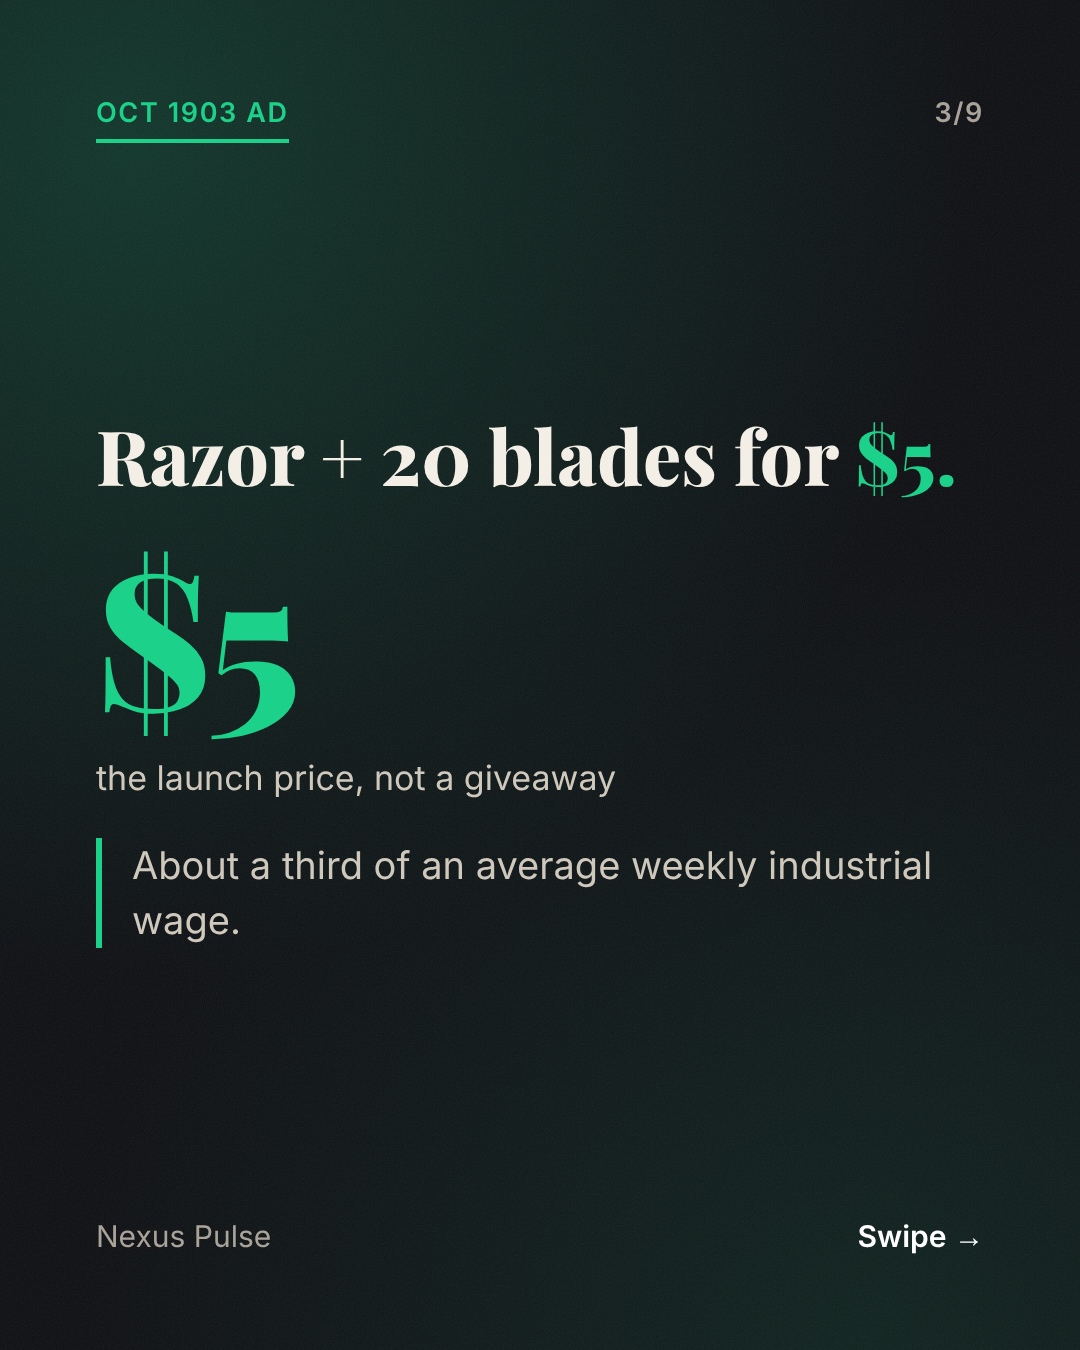 OCT 1903 AD
3/9
Razor + 20 blades for $5.
$5
the launch price, not a giveaway
About a third of an average weekly industrial
wage.
Nexus Pulse
Swipe →